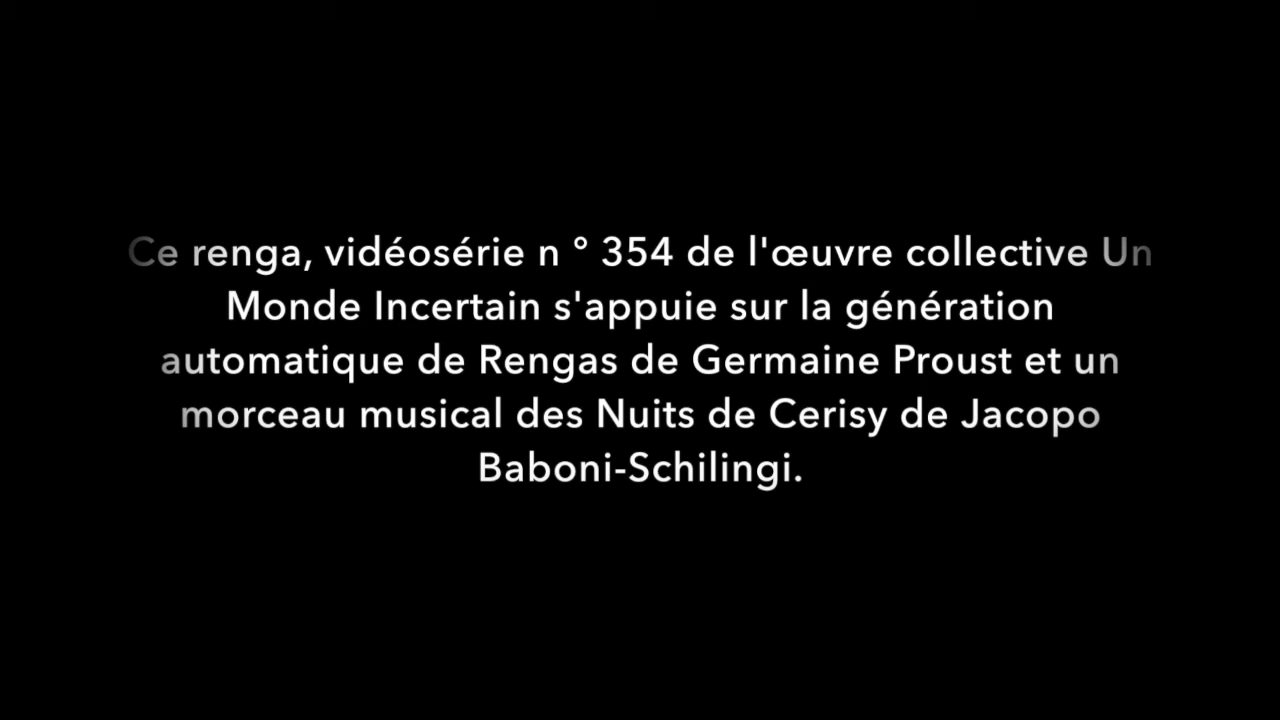 Ce renga, vidéosérie n ° 354 de l'œuvre collective Un
Monde Incertain s'appuie sur la génération
automatique de Rengas de Germaine Proust et un
morceau musical des Nuits de Cerisy de Jacopo
Baboni-Schilingi.